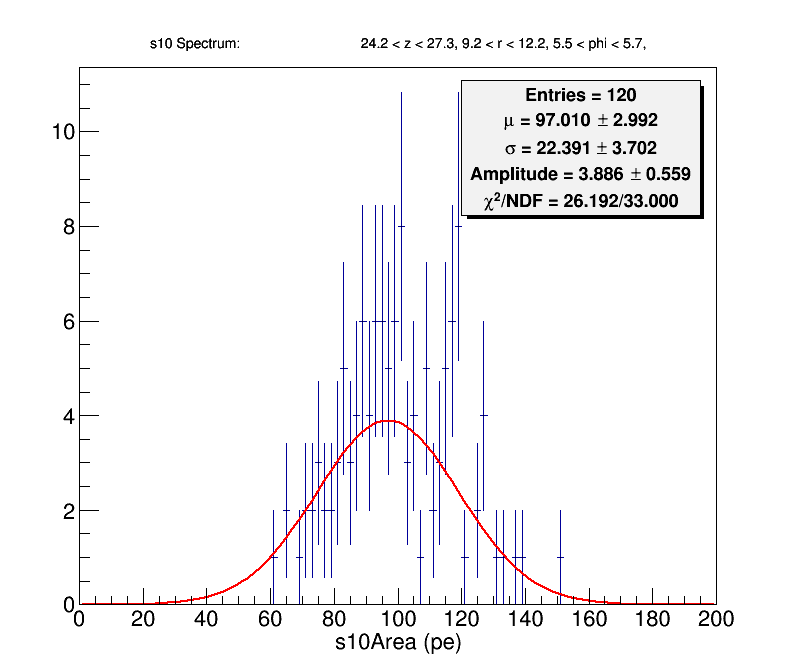 s10 Spectrum: 24.2 < z < 27.3, 9.2 < r < 12.2, 5.5 < phi < 5.7,
Entries = 120
μ = 97.010 ± 2.992
σ = 22.391 ± 3.702
Amplitude = 3.886 ± 0.559
χ²/NDF = 26.192/33.000
10
8
6
4
2
0
0 20 40 60 80 100 120 140 160 180 200
s10Area (pe)